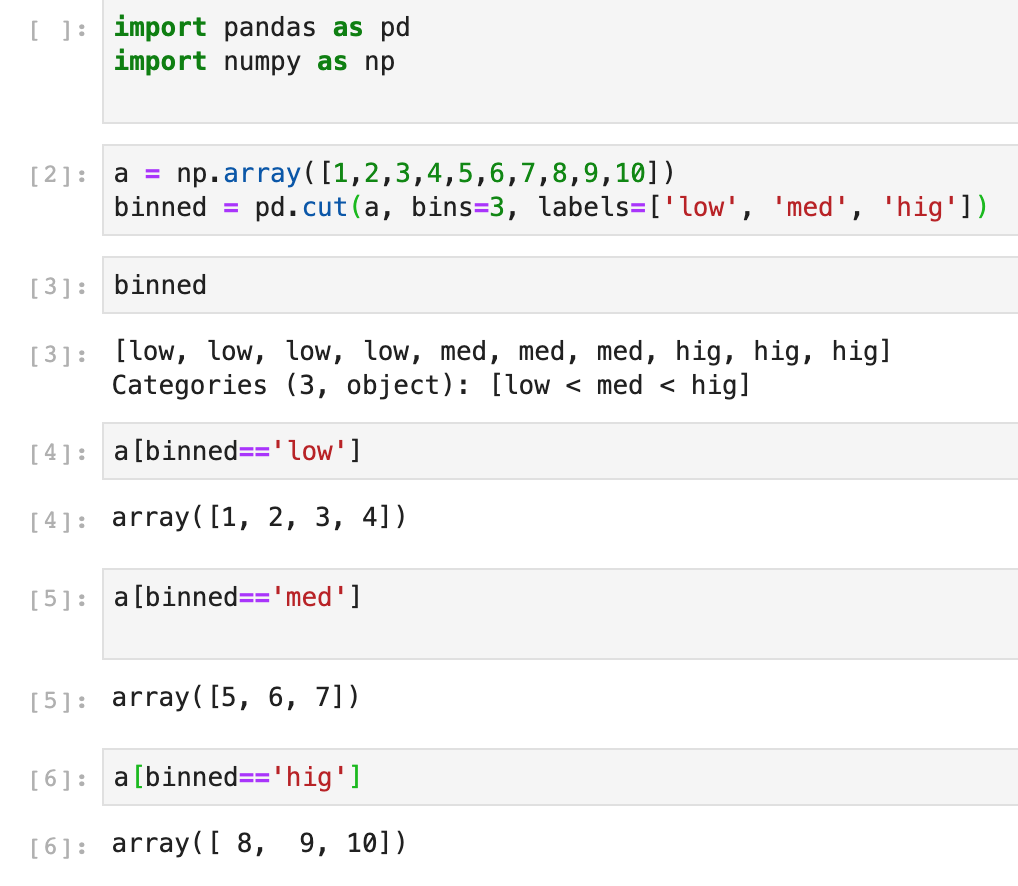 [ ]: import pandas as pd
import numpy as np
[2]: a = np.array([1,2,3,4,5,6,7,8,9,10])
binned = pd.cut(a, bins=3, labels=['low', 'med', 'hig'])
[3]: binned
[3]: [low, low, low, low, med, med, med, hig, hig, hig]
Categories (3, object): [low < med < hig]
[4]: a[binned=='low']
[4]: array([1, 2, 3, 4])
[5]: a[binned=='med']
[5]: array([5, 6, 7])
[6]: a[binned=='hig']
[6]: array([ 8,  9, 10])